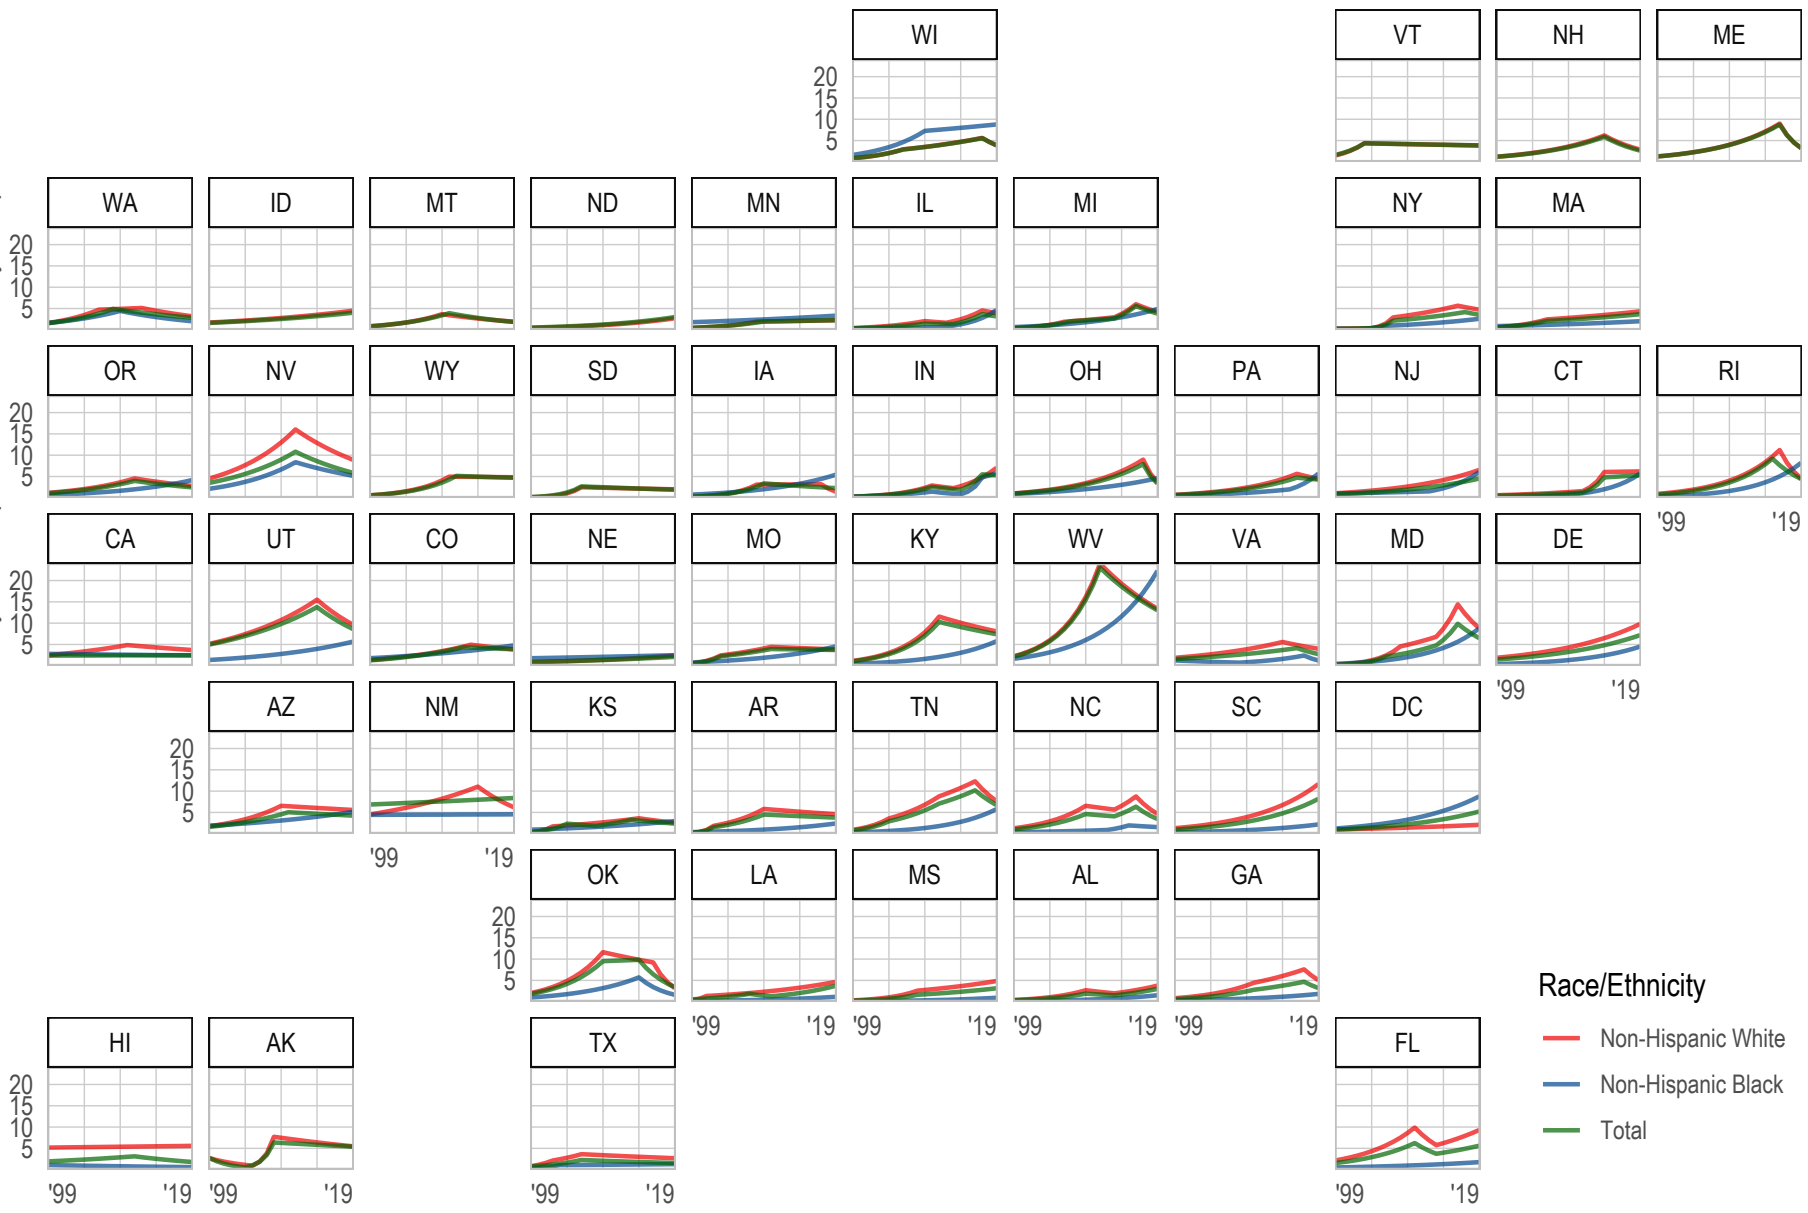 WI VT NH ME
20
15
10
5
WA ID MT ND MN IL MI NY MA
20
15
10
5
OR NV WY SD IA IN OH PA NJ CT RI
20
15
10
5
'99 '19
CA UT CO NE MO KY WV VA MD DE
20
15
10
5
'99 '19
AZ NM KS AR TN NC SC DC
20
15
10
5
'99 '19
OK LA MS AL GA
20
15
10
5
'99 '19 '99 '19 '99 '19 '99 '19
HI AK TX FL
20
15
10
5
'99 '19 '99 '19 '99 '19 '99 '19
Race/Ethnicity
Non-Hispanic White
Non-Hispanic Black
Total